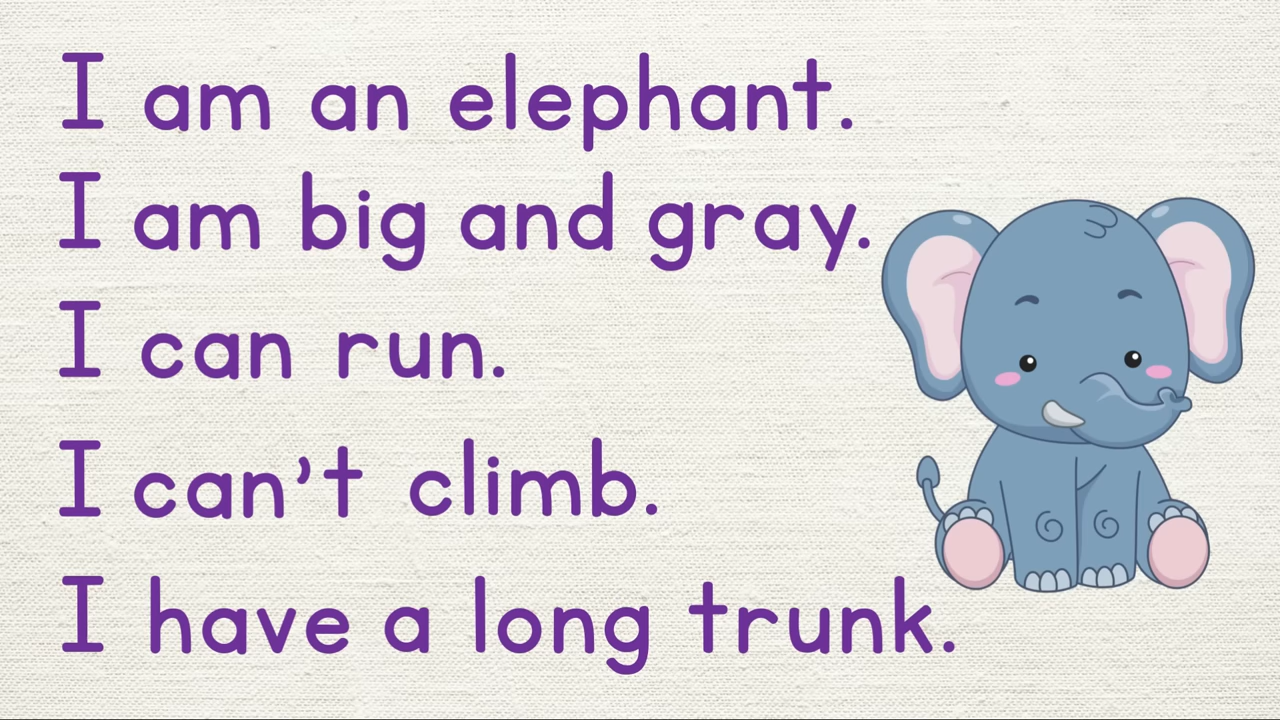 I am an elephant.
I am big and gray.
I can run.
I can’t climb.
I have a long trunk.